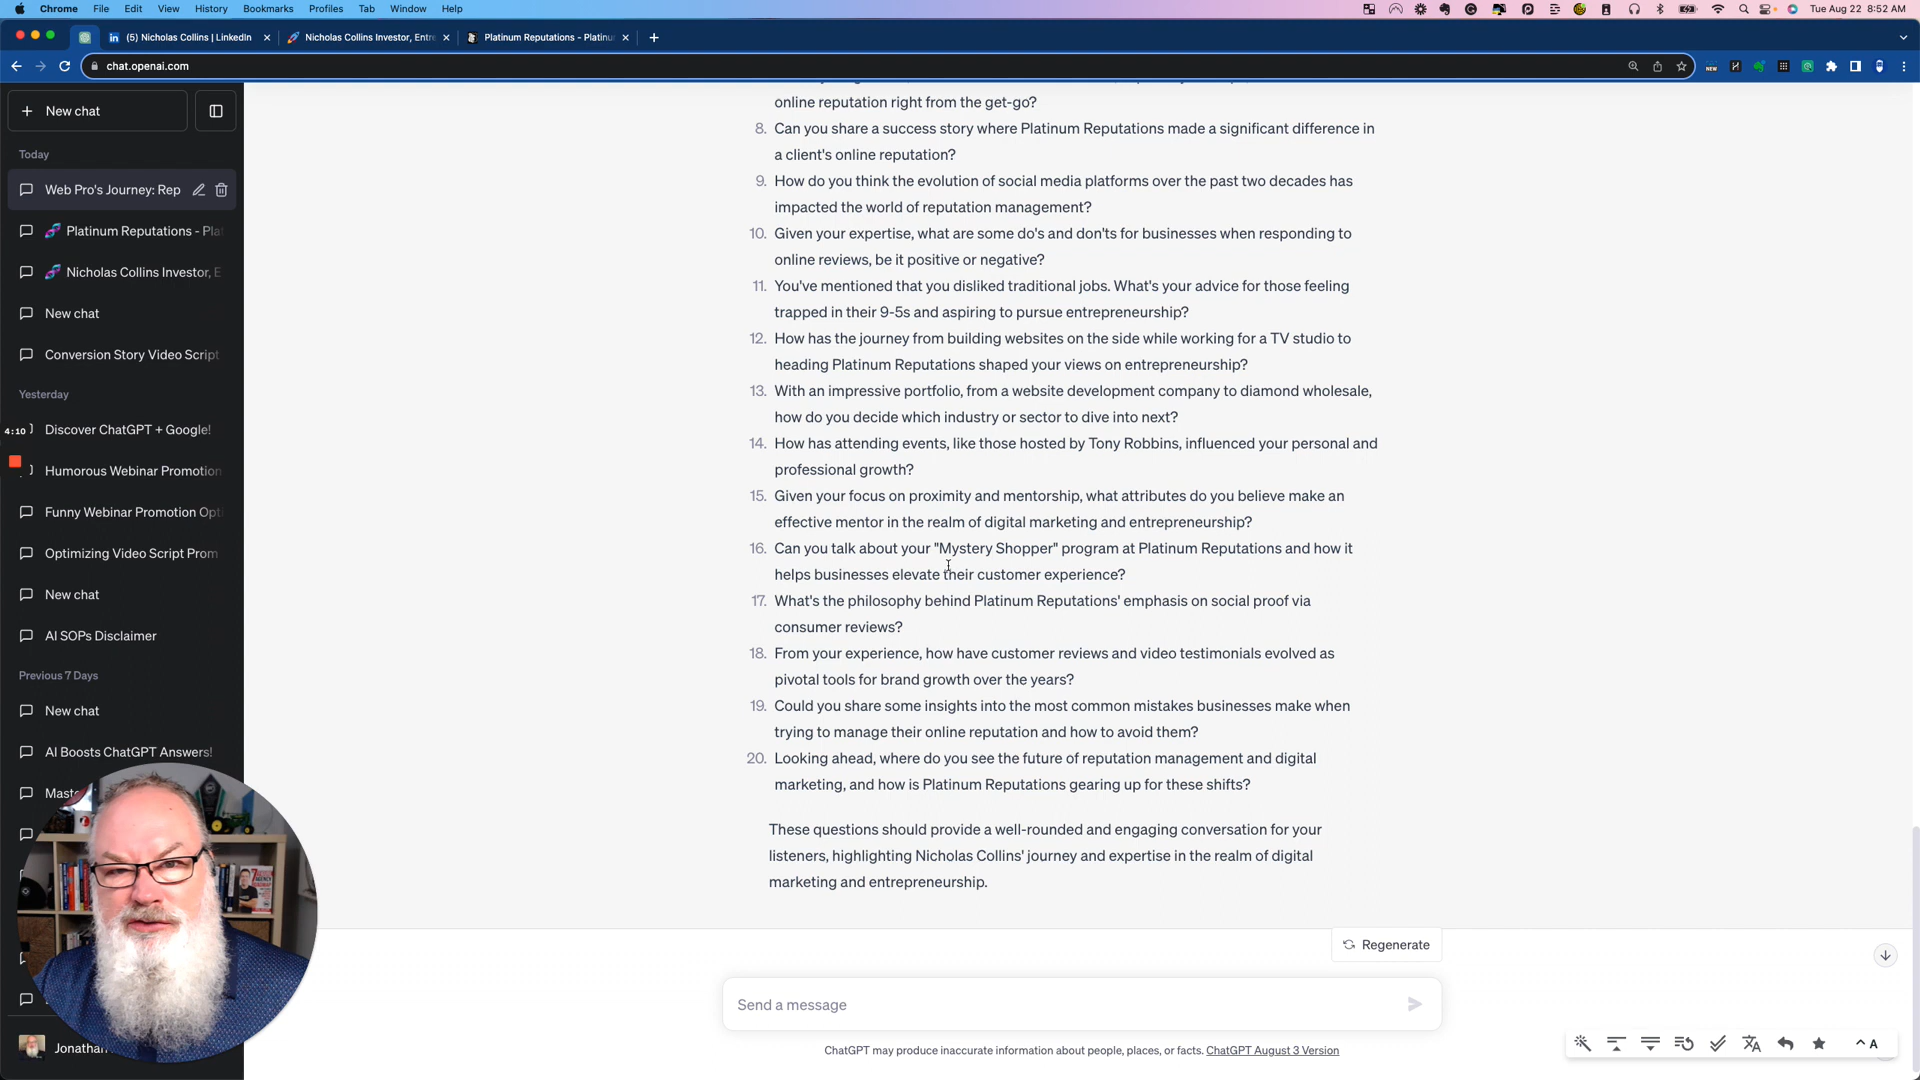 Chrome File Edit View History Bookmarks Profiles Tab Window Help Tue Aug 22 8:52 AM
(5) Nicholas Collins | LinkedIn
Nicholas Collins Investor, Entre
Platinum Reputations - Platinu
chat.openai.com
NEW
New chat
Today
Web Pro's Journey: Rep
Platinum Reputations - Pla
Nicholas Collins Investor, E
New chat
Conversion Story Video Script
Yesterday
4:10
Discover ChatGPT + Google!
Humorous Webinar Promotion
Funny Webinar Promotion Opt
Optimizing Video Script Prom
New chat
AI SOPs Disclaimer
Previous 7 Days
New chat
AI Boosts ChatGPT Answers!
Maste
Jonathan
online reputation right from the get-go?
8. Can you share a success story where Platinum Reputations made a significant difference in
a client's online reputation?
9. How do you think the evolution of social media platforms over the past two decades has
impacted the world of reputation management?
10. Given your expertise, what are some do's and don'ts for businesses when responding to
online reviews, be it positive or negative?
11. You've mentioned that you disliked traditional jobs. What's your advice for those feeling
trapped in their 9-5s and aspiring to pursue entrepreneurship?
12. How has the journey from building websites on the side while working for a TV studio to
heading Platinum Reputations shaped your views on entrepreneurship?
13. With an impressive portfolio, from a website development company to diamond wholesale,
how do you decide which industry or sector to dive into next?
14. How has attending events, like those hosted by Tony Robbins, influenced your personal and
professional growth?
15. Given your focus on proximity and mentorship, what attributes do you believe make an
effective mentor in the realm of digital marketing and entrepreneurship?
16. Can you talk about your "Mystery Shopper" program at Platinum Reputations and how it
helps businesses elevate their customer experience?
17. What's the philosophy behind Platinum Reputations' emphasis on social proof via
consumer reviews?
18. From your experience, how have customer reviews and video testimonials evolved as
pivotal tools for brand growth over the years?
19. Could you share some insights into the most common mistakes businesses make when
trying to manage their online reputation and how to avoid them?
20. Looking ahead, where do you see the future of reputation management and digital
marketing, and how is Platinum Reputations gearing up for these shifts?
These questions should provide a well-rounded and engaging conversation for your
listeners, highlighting Nicholas Collins' journey and expertise in the realm of digital
marketing and entrepreneurship.
Regenerate
Send a message
ChatGPT may produce inaccurate information about people, places, or facts. ChatGPT August 3 Version
A